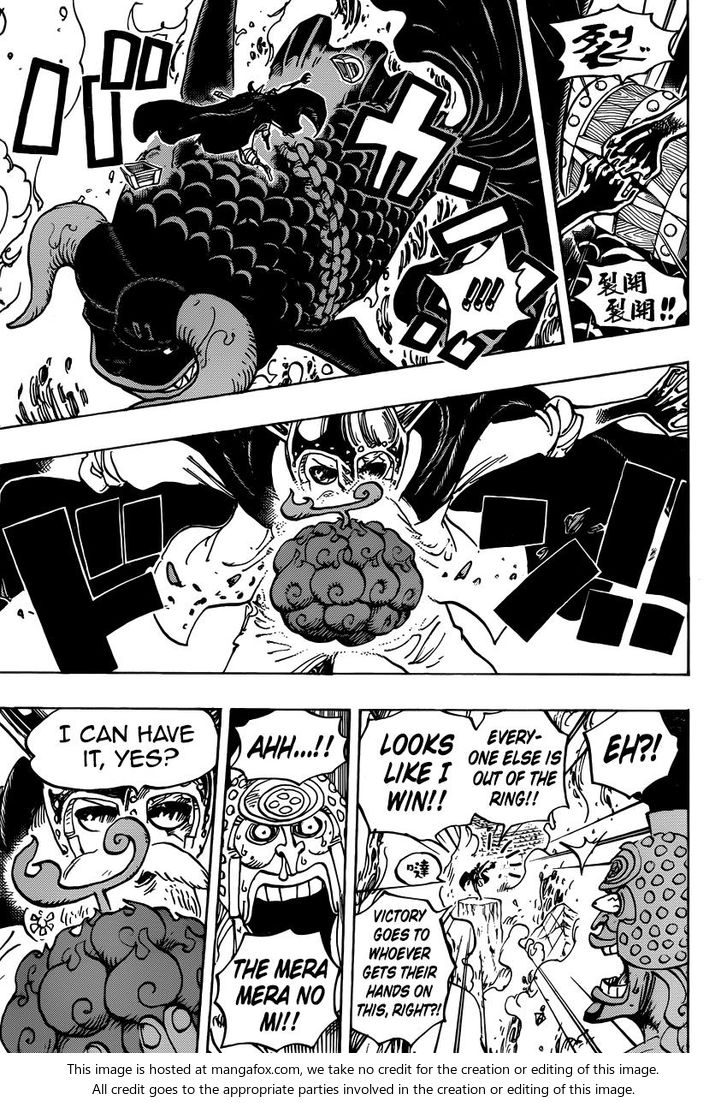 裂開
裂開!!
!!!
ドン!!
EH?!
EVERY-
ONE ELSE IS
OUT OF THE
RING!!
LOOKS
LIKE I
WIN!!
VICTORY
GOES TO
WHOEVER
GETS THEIR
HANDS ON
THIS, RIGHT?!
AHH...!!
THE MERA
MERA NO
MI!!
I CAN HAVE
IT, YES?
This image is hosted at mangafox.com, we take no credit for the creation or editing of this image.
All credit goes to the appropriate parties involved in the creation or editing of this image.